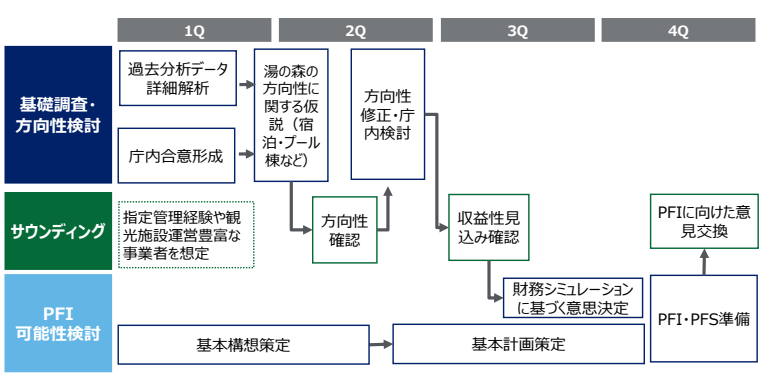 1Q
2Q
3Q
4Q
基礎調査・
方向性検討
過去分析データ
詳細解析
庁内合意形成
湯の森の
方向性に
関する仮
説（宿
泊・プール
棟など）
方向性
修正・庁
内検討
サウンディング
指定管理経験や観
光施設運営豊富な
事業者を想定
方向性
確認
収益性見
込み確認
PFIに向けた意
見交換
PFI
可能性検討
基本構想策定
財務シミュレーション
に基づく意思決定
基本計画策定
PFI・PFS準備